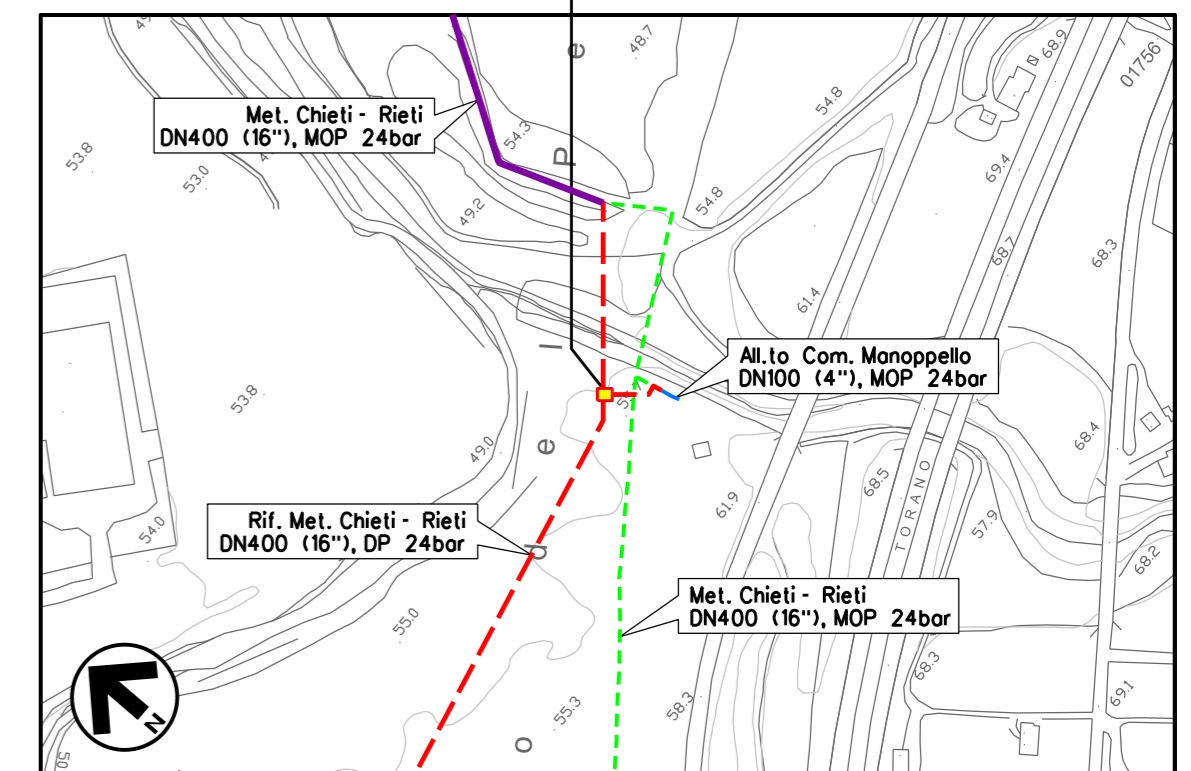 49.
e
48.7
68.9
01756
Met. Chieti - Rieti
DN400 (16"), MOP 24bar
54.8
54.3
53.8
53.0
P
69.4
49.2
54.8
68.7
68.3
61.4
l
All.to Com. Manoppello
DN100 (4"), MOP 24bar
53.8
e
49.0
68.4
68.5
61.9
TORANO
Rif. Met. Chieti - Rieti
DN400 (16"), DP 24bar
54.0
57.9
d
68.2
Met. Chieti - Rieti
DN400 (16"), MOP 24bar
55.0
68.3
69.1
55.3
58.3
N
o
50